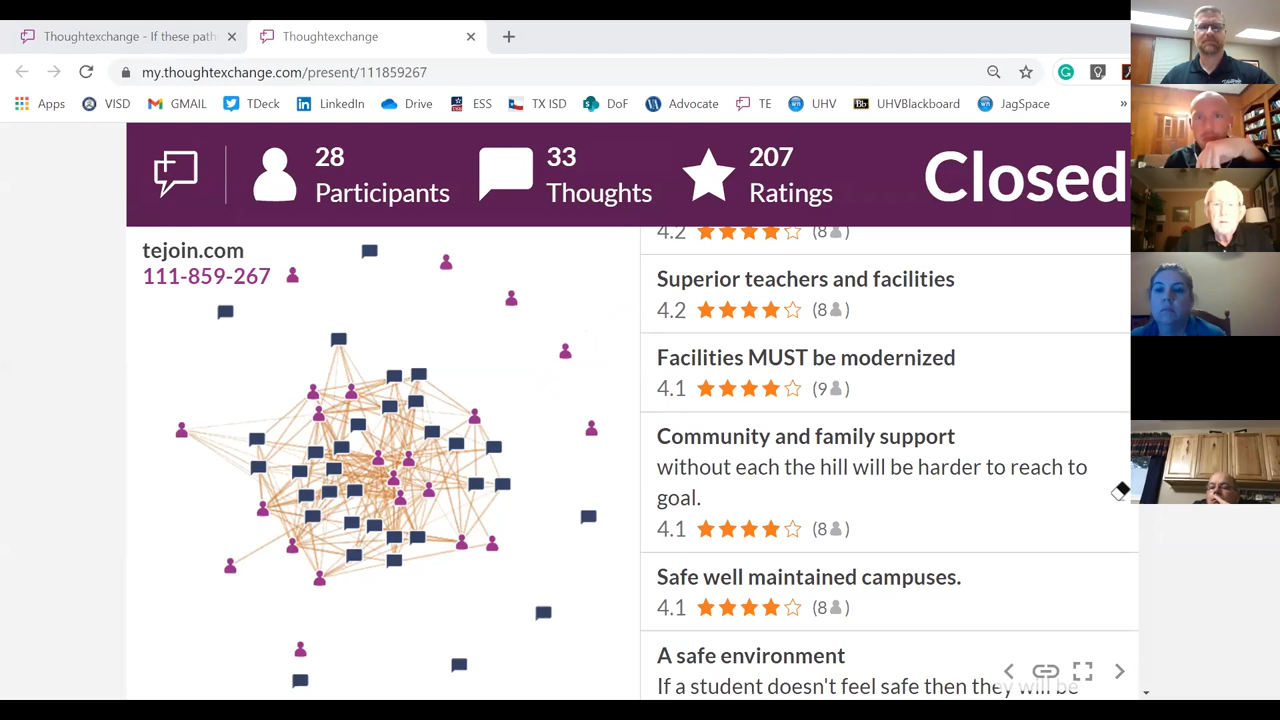 Thoughtexchange - If these path
Thoughtexchange
my.thoughtexchange.com/present/111859267
Apps VISD GMAIL TDeck LinkedIn Drive ESS TX ISD DoF Advocate TE UHV Bb UHVBlackboard JagSpace »
28 Participants
33 Thoughts
207 Ratings
Closed
tejoin.com
111-859-267
4.2 (8)
Superior teachers and facilities
4.2 (8)
Facilities MUST be modernized
4.1 (9)
Community and family support
without each the hill will be harder to reach to
goal.
4.1 (8)
Safe well maintained campuses.
4.1 (8)
A safe environment
If a student doesn't feel safe then they will be